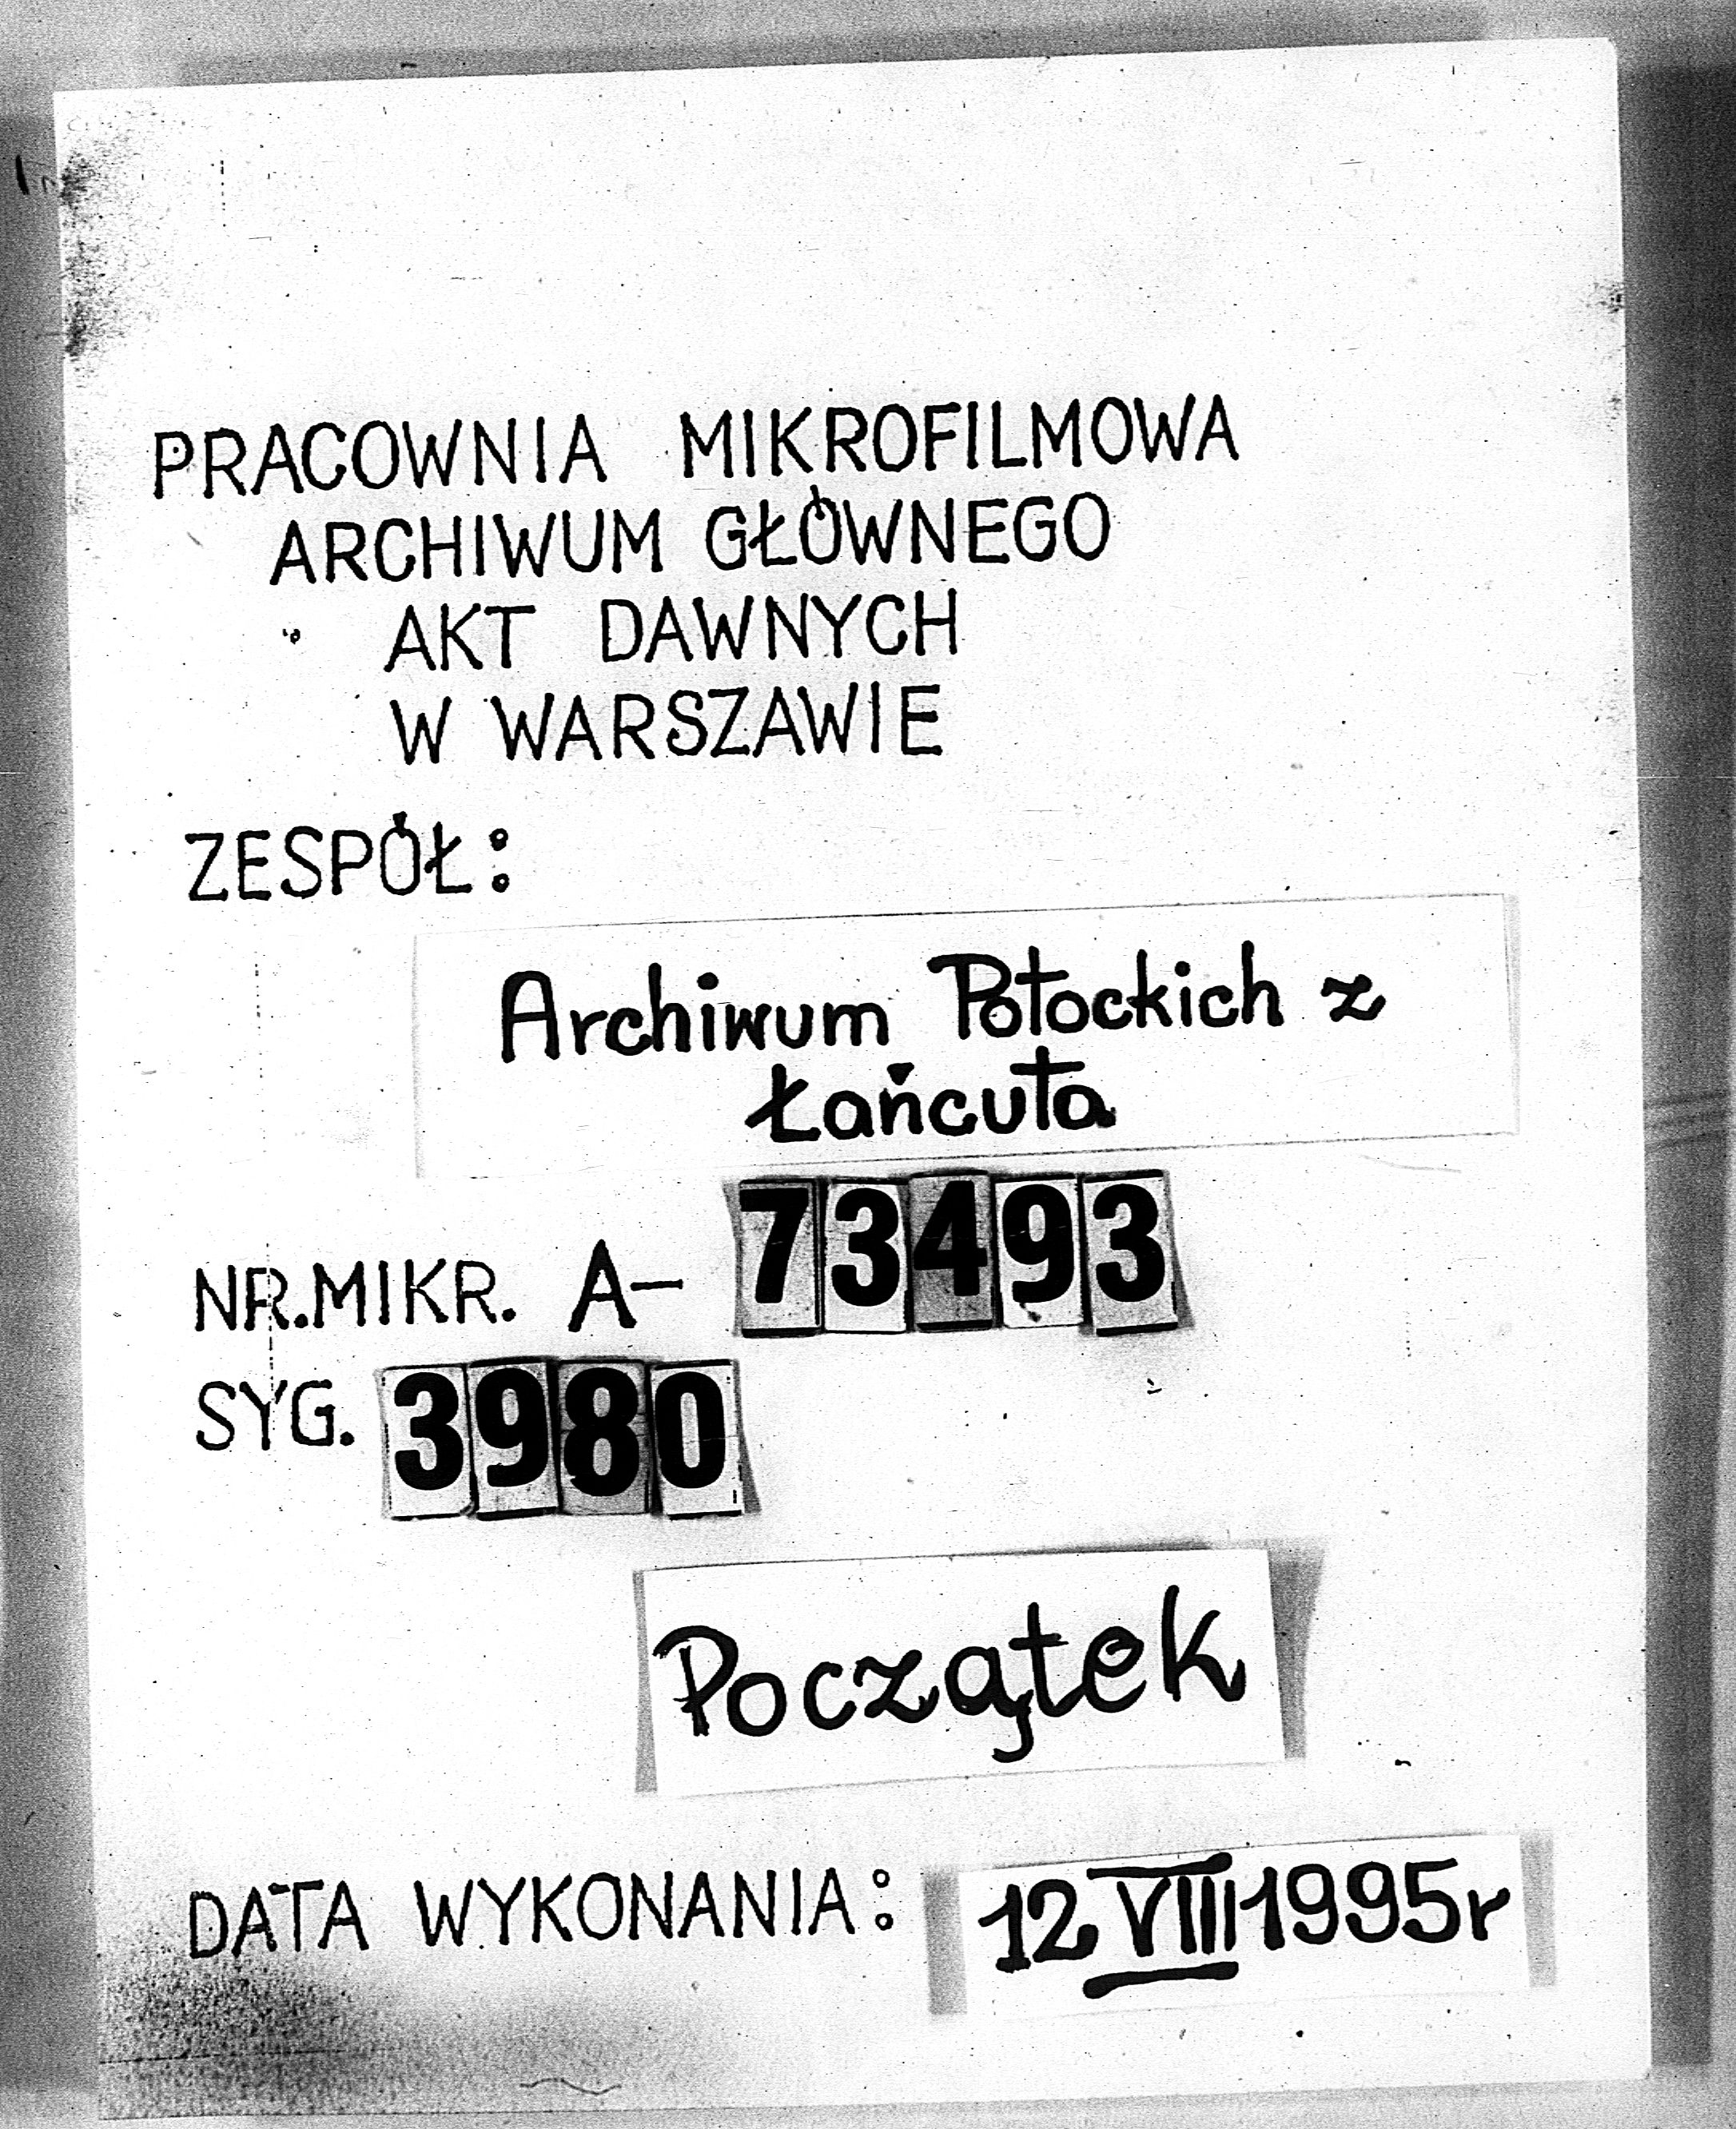 PRACOWNIA MIKROFILMOWA
ARCHIWUM GŁÓWNEGO
AKT DAWNYCH
W WARSZAWIE
ZESPÓŁ:
Archiwum Potockich z
Łańcuta
NR.MIKR. A- 73493
SYG. 3980
Początek
DATA WYKONANIA: 12 VIII 1995r